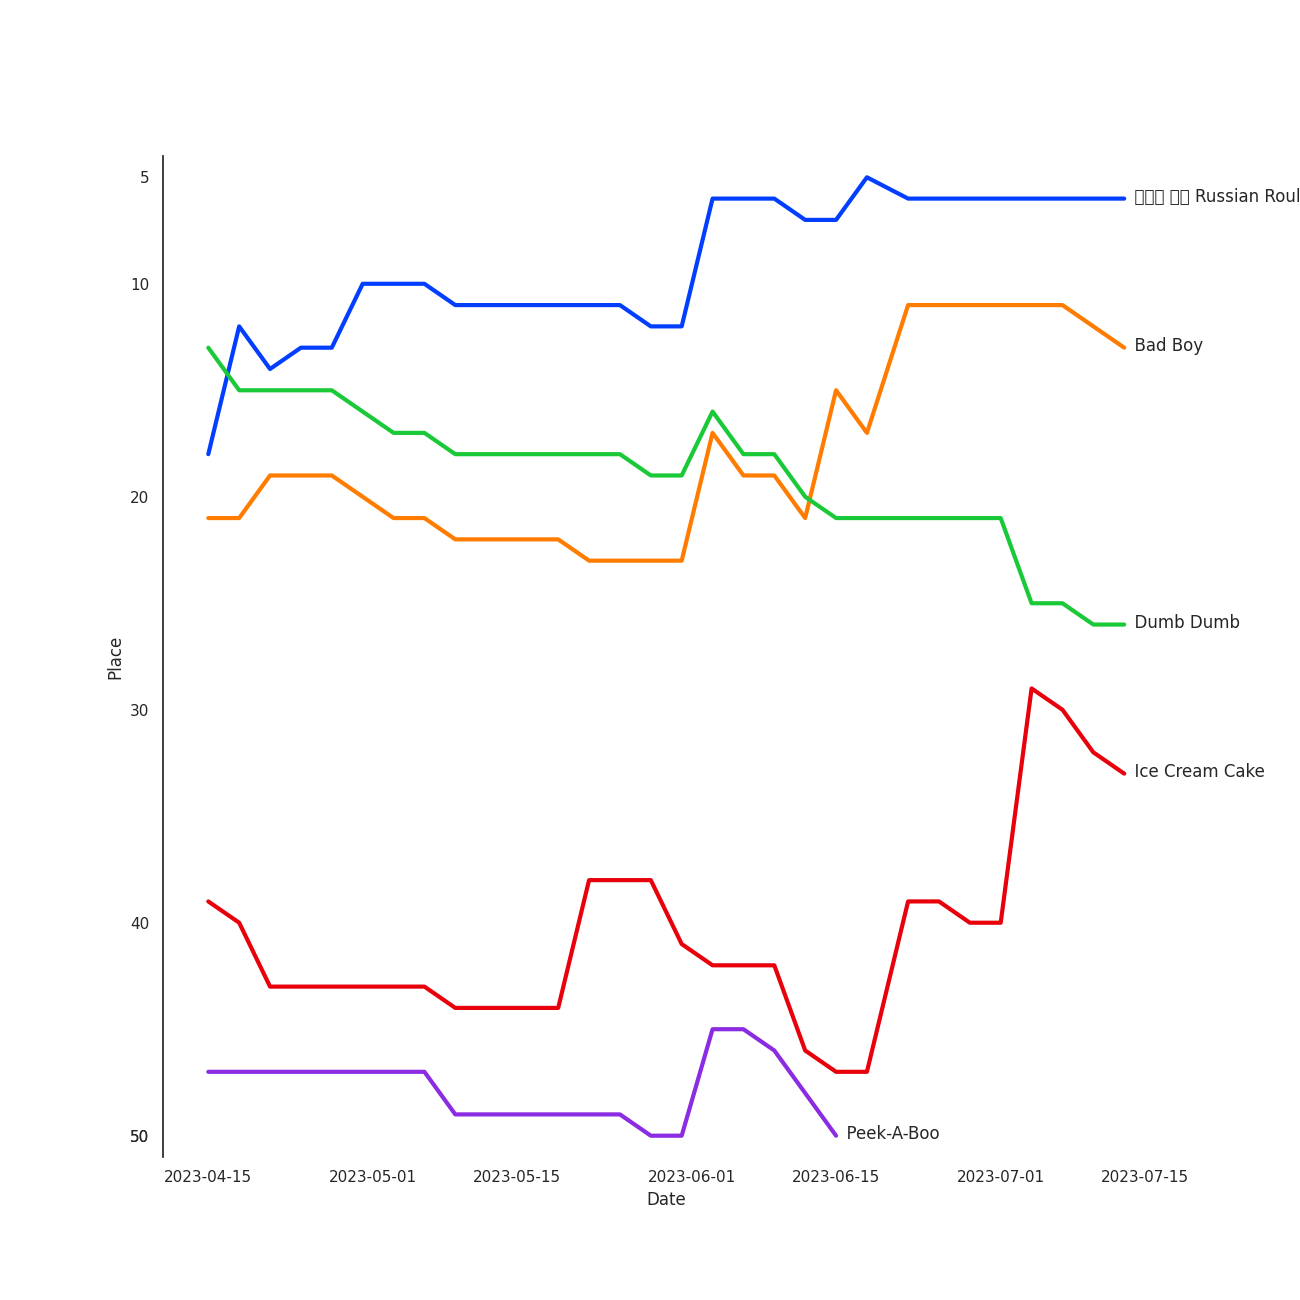 5
10
20
30
40
50
Place
Russian Roul
Bad Boy
Dumb Dumb
Ice Cream Cake
Peek-A-Boo
2023-04-15 2023-05-01 2023-05-15 2023-06-01 2023-06-15 2023-07-01 2023-07-15
Date